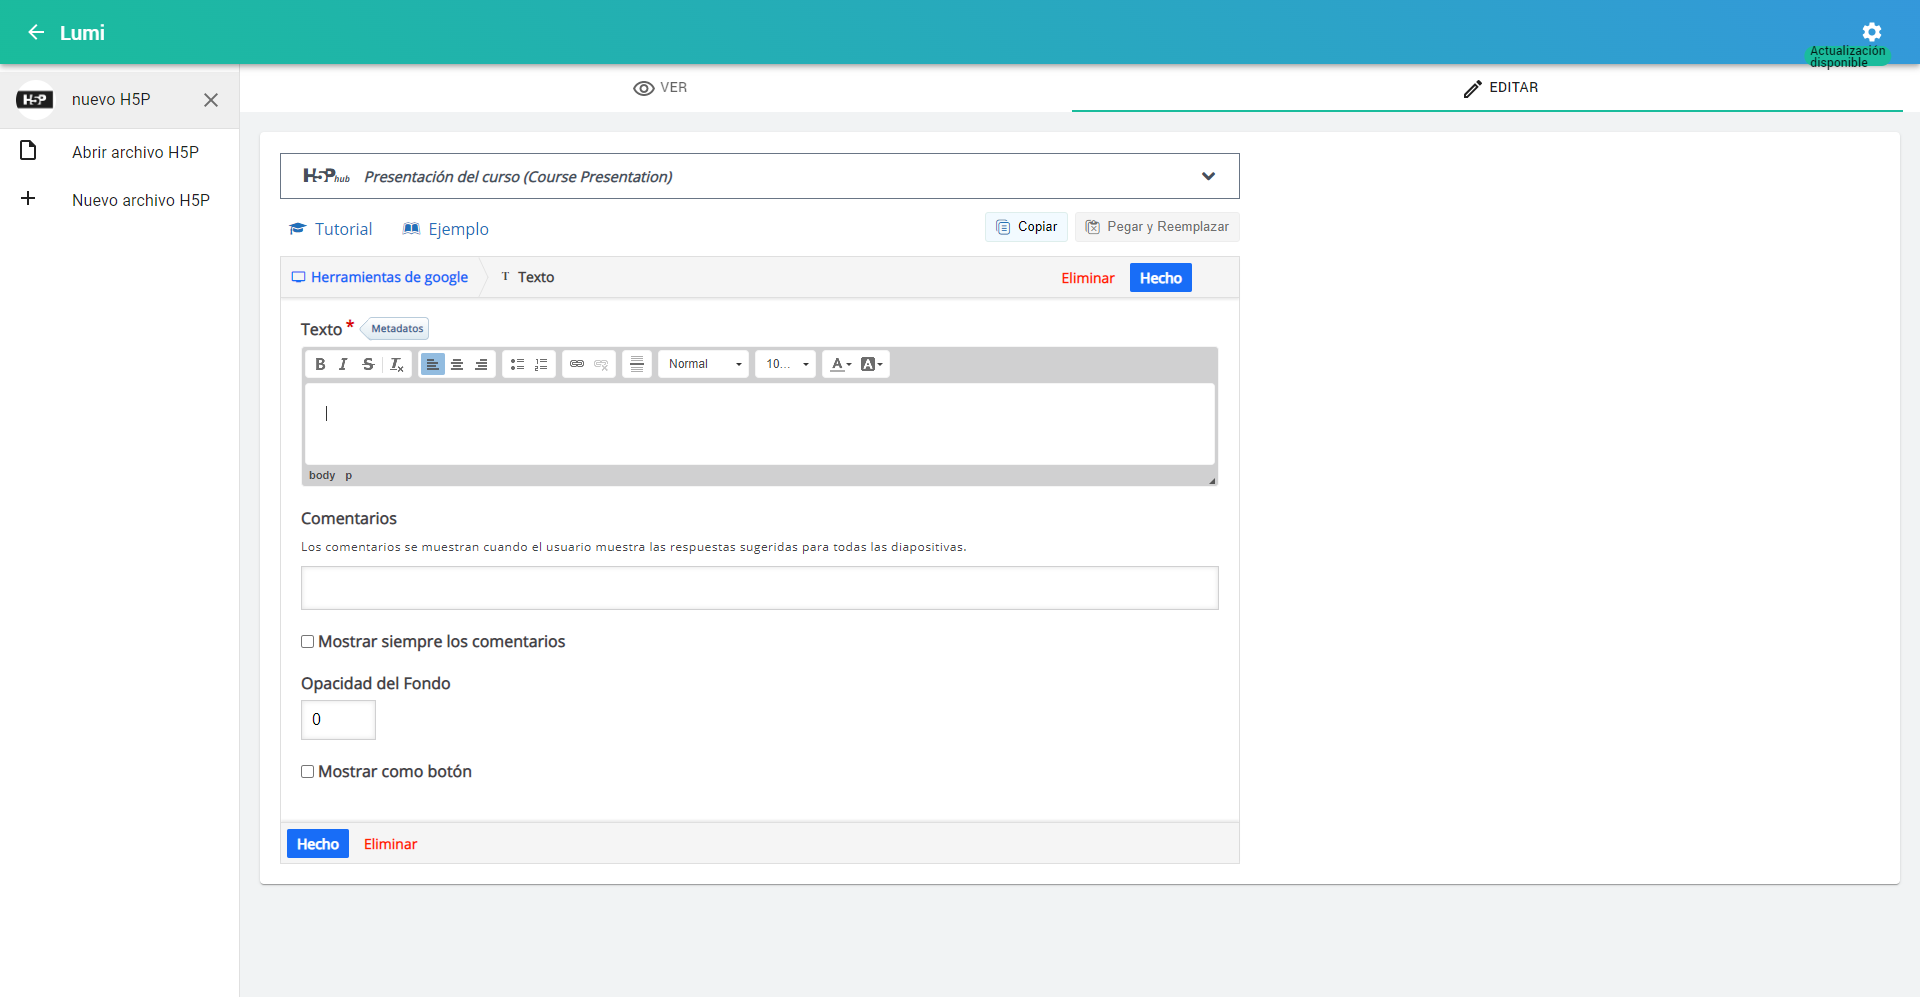 Lumi
Actualización
disponible
H5P nuevo H5P
Abrir archivo H5P
Nuevo archivo H5P
VER
EDITAR
H5Phub Presentación del curso (Course Presentation)
Tutorial Ejemplo Copiar Pegar y Reemplazar
Herramientas de google T Texto Eliminar Hecho
Texto * Metadatos
B I S Tx Normal 10... A A
body p
Comentarios
Los comentarios se muestran cuando el usuario muestra las respuestas sugeridas para todas las diapositivas.
Mostrar siempre los comentarios
Opacidad del Fondo
0
Mostrar como botón
Hecho Eliminar